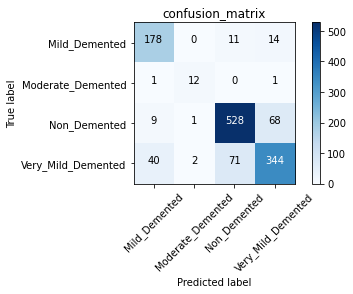 confusion_matrix
Mild_Demented 178 0 11 14
Moderate_Demented 1 12 0 1
Non_Demented 9 1 528 68
Very_Mild_Demented 40 2 71 344
True label
Mild_Demented
Moderate_Demented
Non_Demented
Very_Mild_Demented
Predicted label
500
400
300
200
100
0